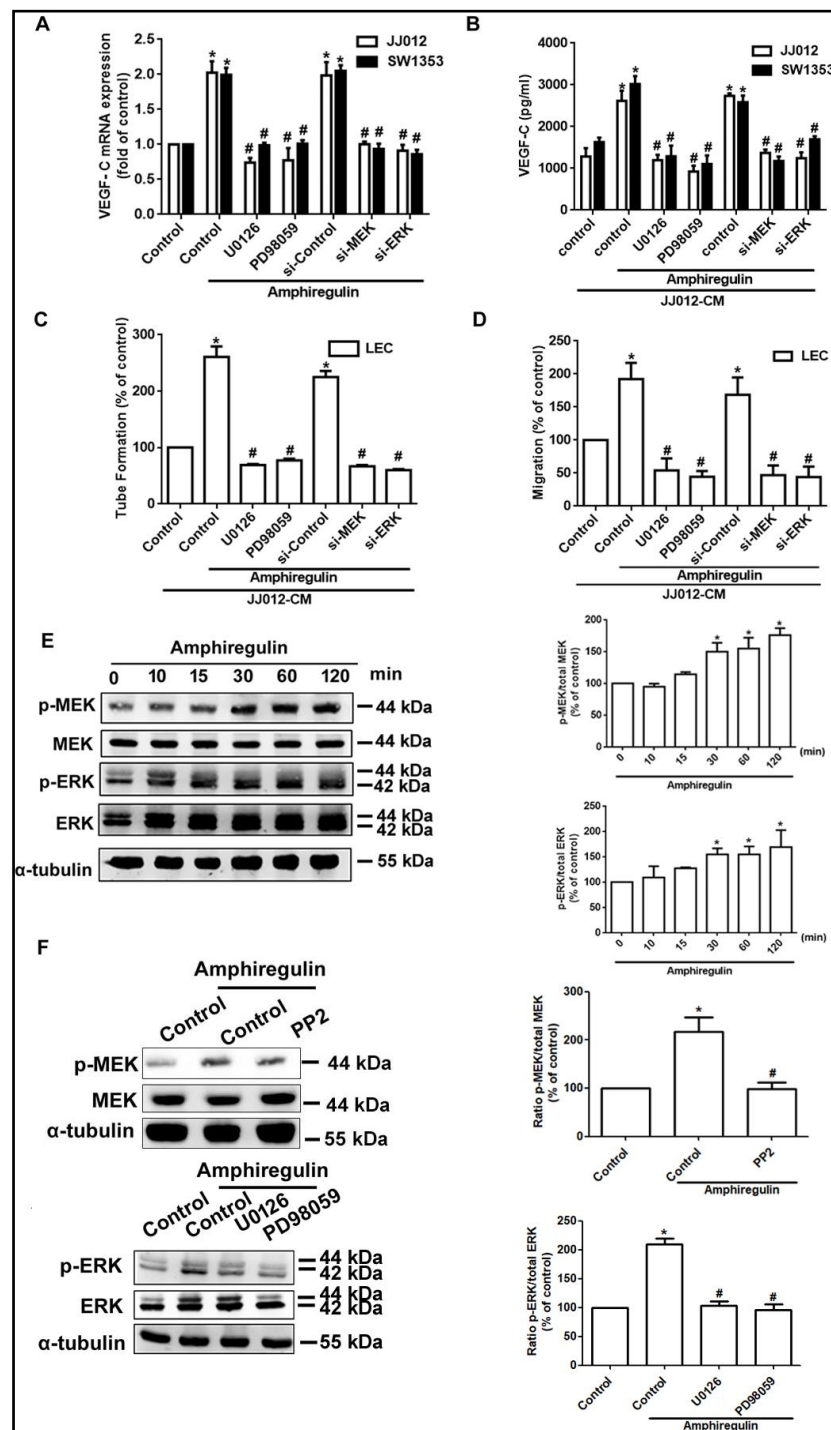 A
JJ012
SW1353
VEGF- C mRNA expression
(fold of control)
2.5
2.0
1.5
1.0
0.5
0.0
* * * *
# # # # # # # #
Control
Control
U0126
PD98059
si-Control
si-MEK
si-ERK
Amphiregulin
B
JJ012
SW1353
VEGF-C
(pg/ml)
4000
3000
2000
1000
0
* * * *
# # # # # # # #
control
control
U0126
PD98059
control
si-MEK
si-ERK
Amphiregulin
JJ012-CM
C
LEC
Tube Formation (% of control)
300
200
100
50
0
* *
# # # #
Control
Control
U0126
PD98059
si-Control
si-MEK
si-ERK
Amphiregulin
JJ012-CM
D
LEC
Migration (% of control)
250
200
150
100
50
0
* *
# # # #
Control
Control
U0126
PD98059
si-Control
si-MEK
si-ERK
Amphiregulin
JJ012-CM
E
Amphiregulin
0 10 15 30 60 120 min
p-MEK 44 kDa
MEK 44 kDa
p-ERK 44 kDa
42 kDa
ERK 44 kDa
42 kDa
α-tubulin 55 kDa
p-MEK/total MEK
(% of control)
200
150
100
50
0
* * *
0 10 15 30 60 120 (min)
Amphiregulin
p-ERK/total ERK
(% of control)
200
150
100
50
0
* * *
0 10 15 30 60 120 (min)
Amphiregulin
F
Amphiregulin
Control
Control
PP2
p-MEK 44 kDa
MEK 44 kDa
α-tubulin 55 kDa
Amphiregulin
Control
Control
U0126
PD98059
p-ERK 44 kDa
42 kDa
ERK 44 kDa
42 kDa
α-tubulin 55 kDa
Ratio p-MEK/total MEK
(% of control)
300
200
100
0
*
#
Control
Control
PP2
Amphiregulin
Ratio p-ERK/total ERK
(% of control)
250
200
150
100
50
0
*
# #
Control
Control
U0126
PD98059
Amphiregulin